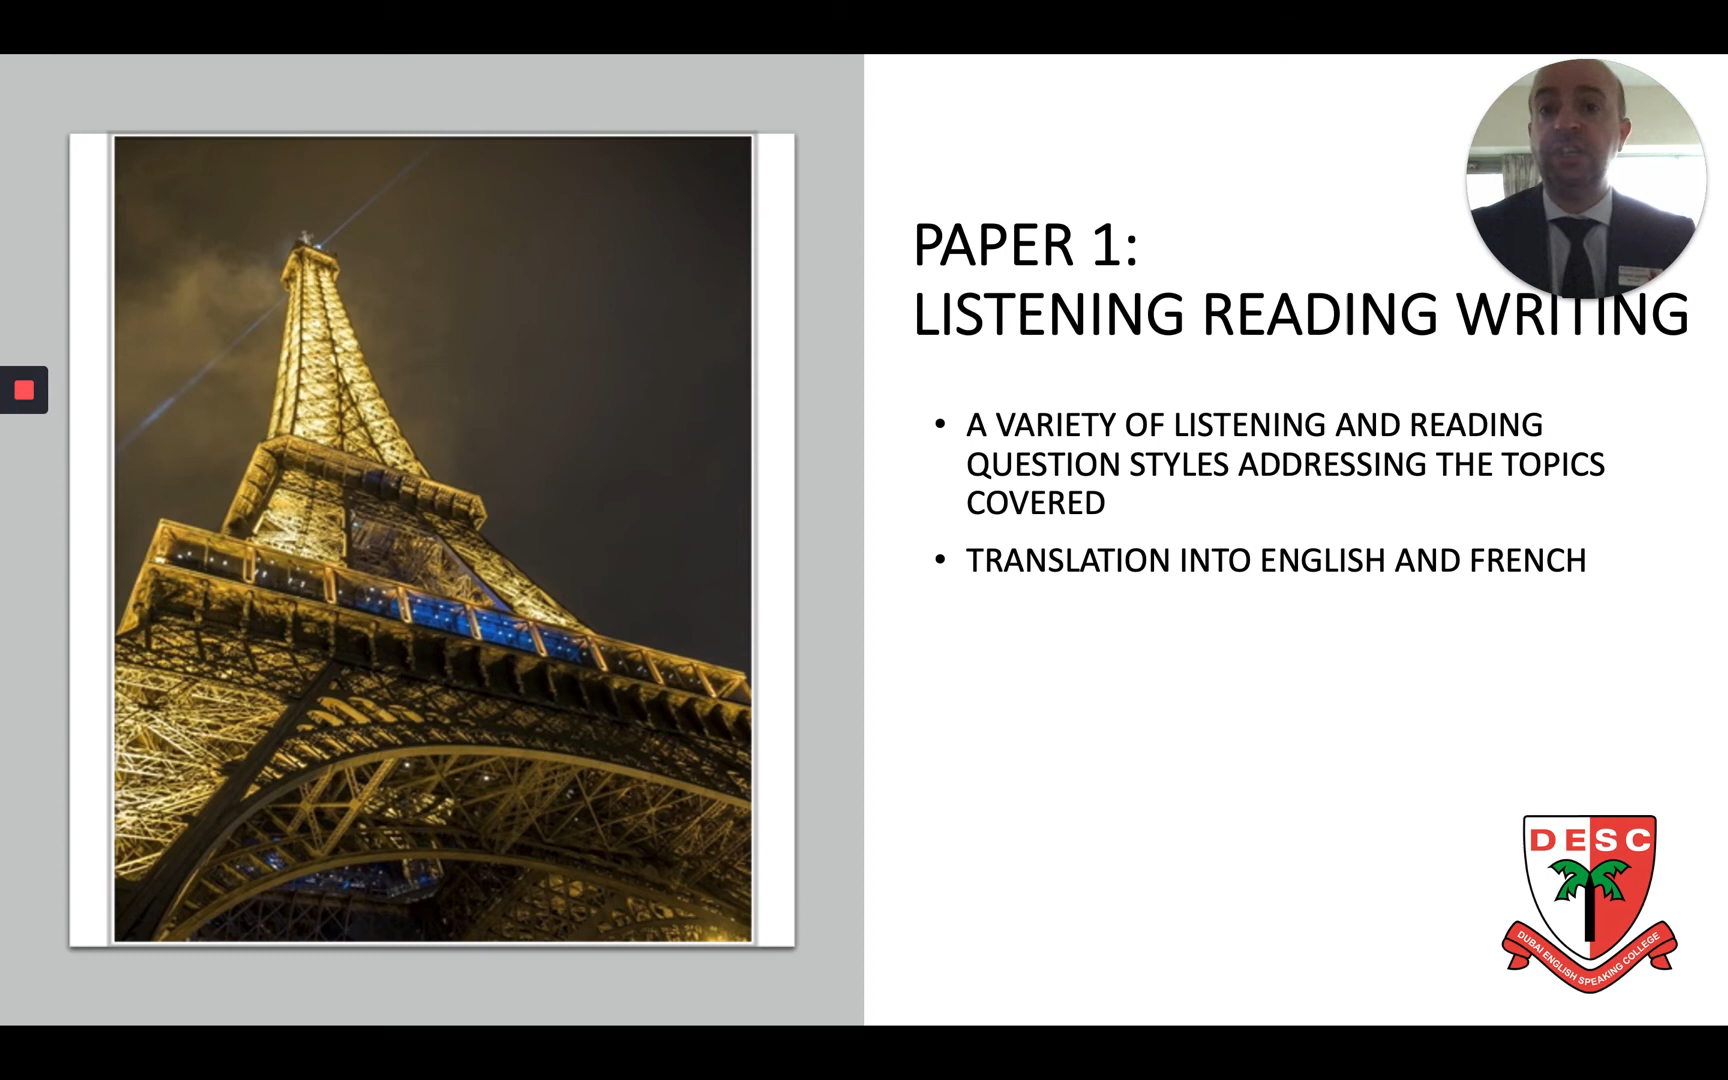 PAPER 1:
LISTENING READING WRITING
• A VARIETY OF LISTENING AND READING
QUESTION STYLES ADDRESSING THE TOPICS
COVERED
• TRANSLATION INTO ENGLISH AND FRENCH
DESC
DUBAI ENGLISH SPEAKING COLLEGE